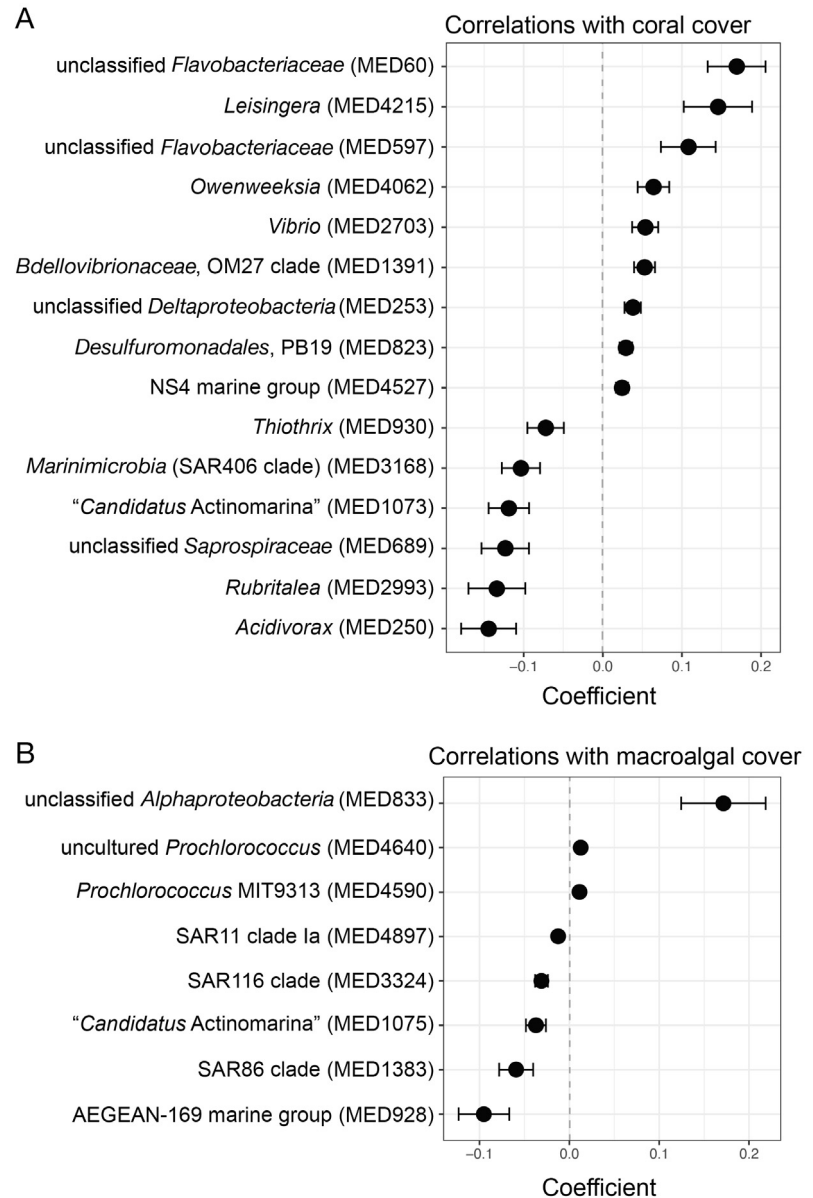 A
Correlations with coral cover
unclassified Flavobacteriaceae (MED60)
Leisingera (MED4215)
unclassified Flavobacteriaceae (MED597)
Owenweeksia (MED4062)
Vibrio (MED2703)
Bdellovibrionaceae, OM27 clade (MED1391)
unclassified Deltaproteobacteria (MED253)
Desulfuromonadales, PB19 (MED823)
NS4 marine group (MED4527)
Thiothrix (MED930)
Marinimicrobia (SAR406 clade) (MED3168)
“Candidatus Actinomarina” (MED1073)
unclassified Saprospiraceae (MED689)
Rubritalea (MED2993)
Acidivorax (MED250)
−0.1 0.0 0.1 0.2
Coefficient
B
Correlations with macroalgal cover
unclassified Alphaproteobacteria (MED833)
uncultured Prochlorococcus (MED4640)
Prochlorococcus MIT9313 (MED4590)
SAR11 clade Ia (MED4897)
SAR116 clade (MED3324)
“Candidatus Actinomarina” (MED1075)
SAR86 clade (MED1383)
AEGEAN-169 marine group (MED928)
−0.1 0.0 0.1 0.2
Coefficient